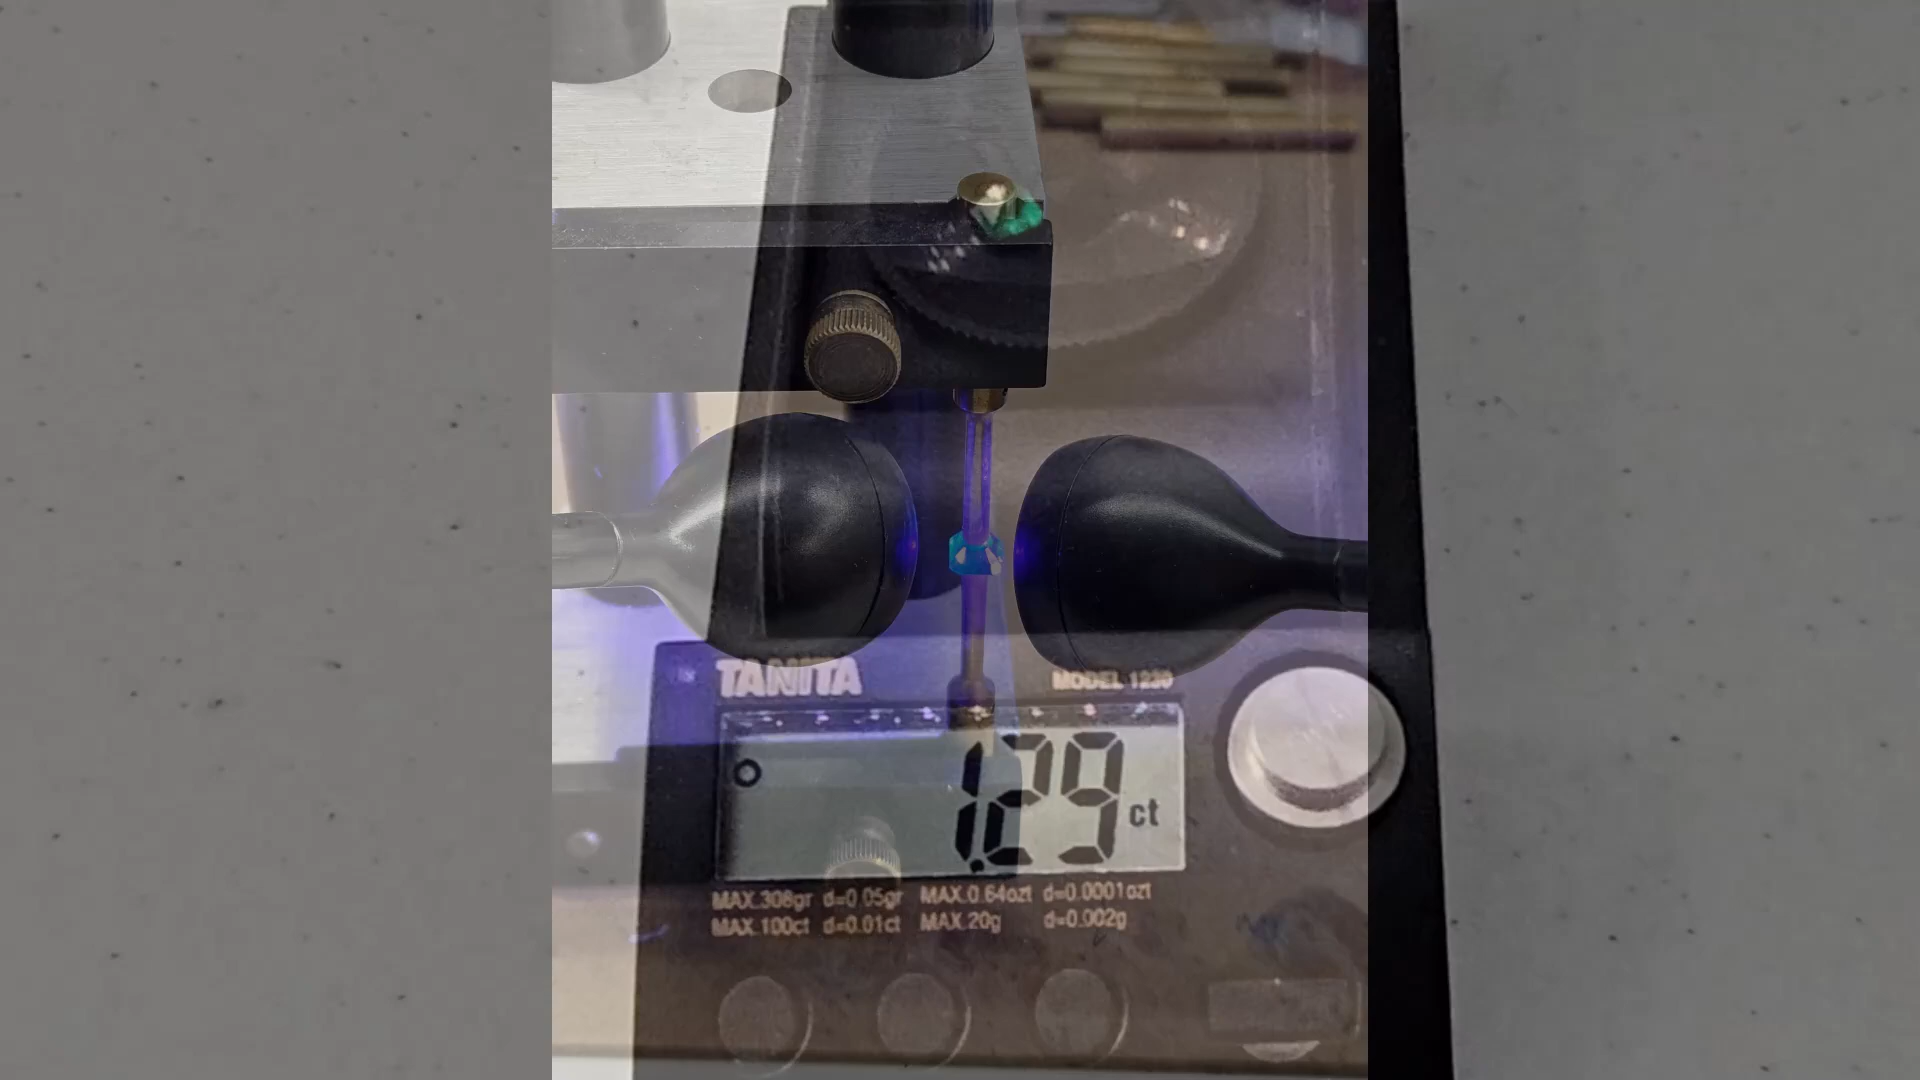 TANITA MODEL 1230
1.29 ct
MAX.308gr d=0.05gr MAX.0.64ozt d=0.0001ozt
MAX.100ct d=0.01ct MAX.20g d=0.002g